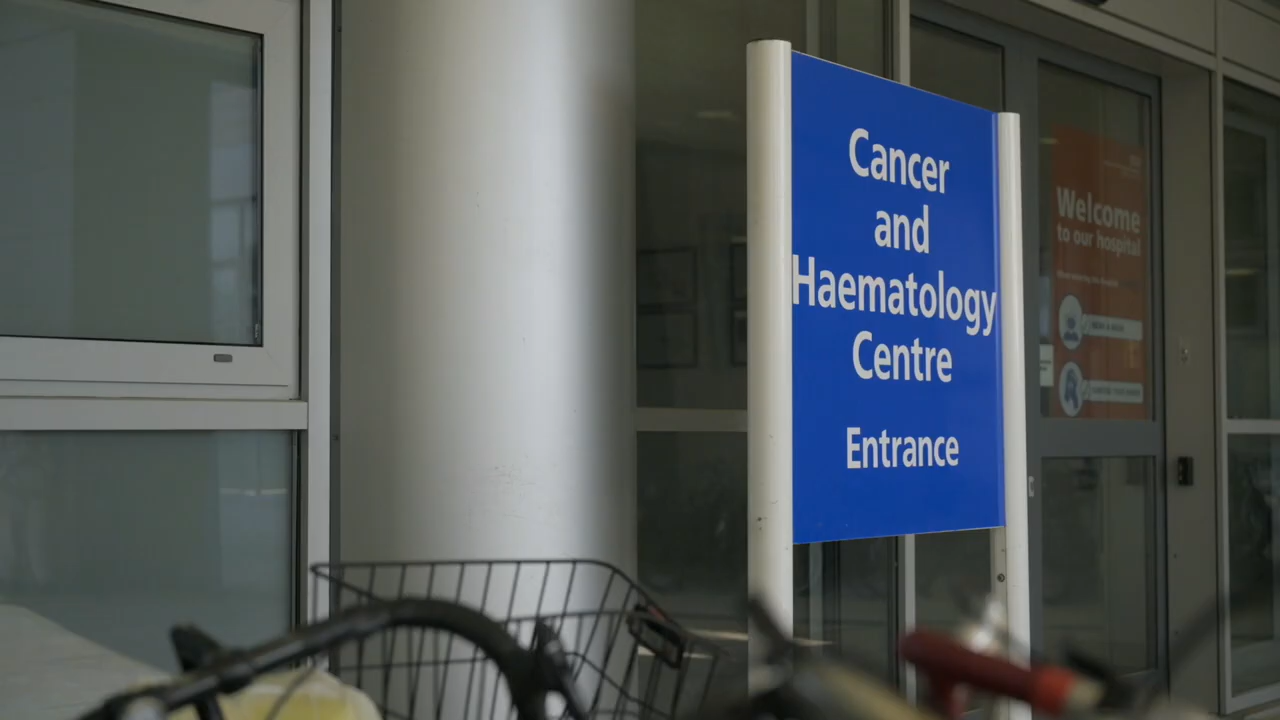 Cancer
and
Haematology
Centre
Entrance
Welcome
to our hospital